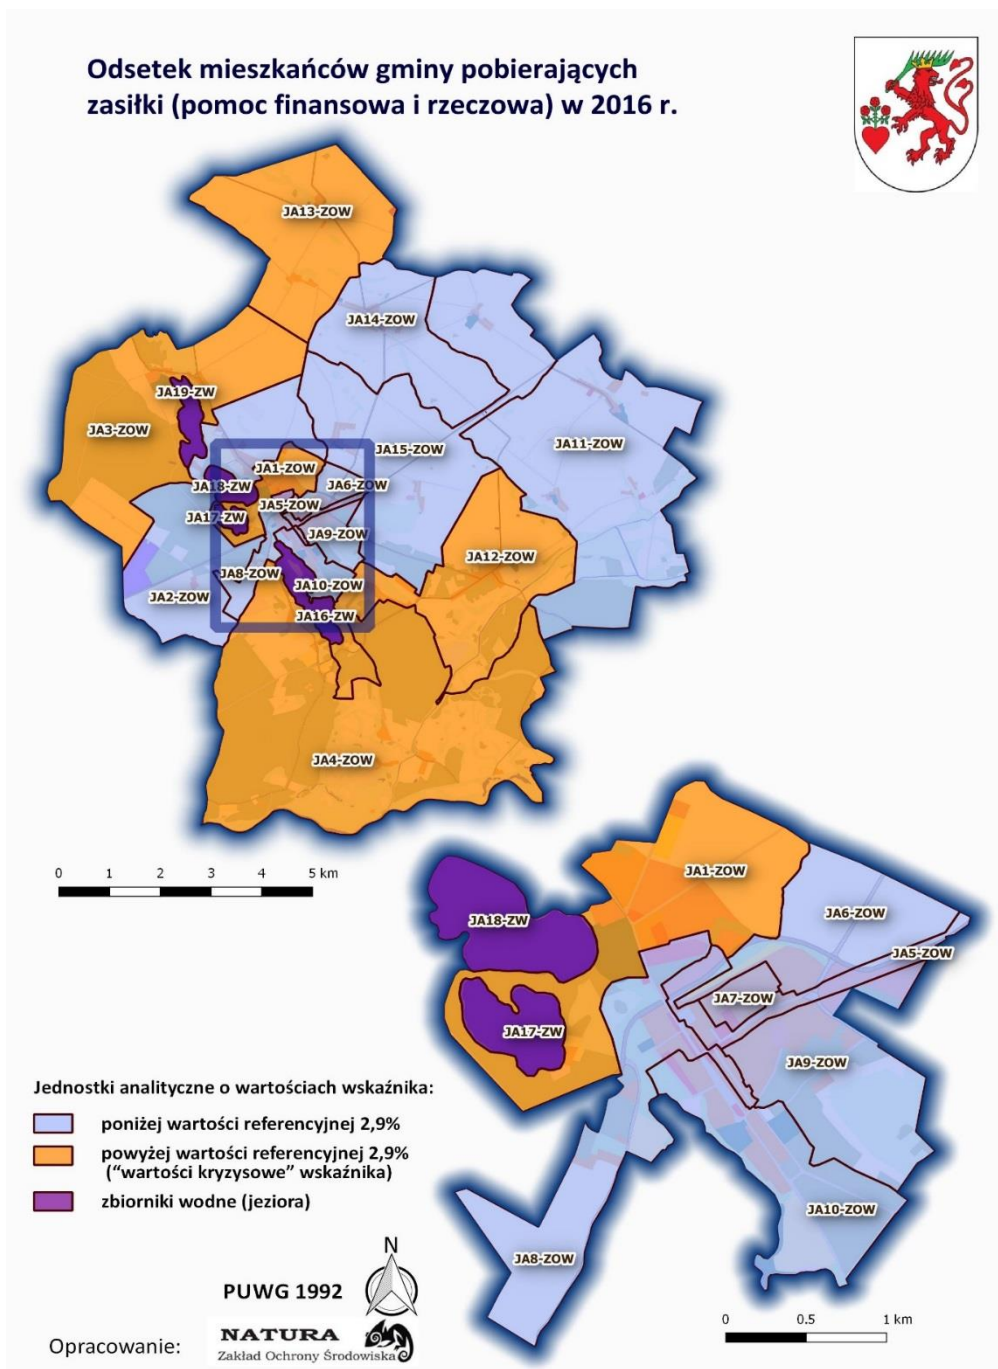 Odsetek mieszkańców gminy pobierających
zasiłki (pomoc finansowa i rzeczowa) w 2016 r.
JA13-ZOW
JA14-ZOW
JA19-ZW
JA3-ZOW
JA11-ZOW
JA15-ZOW
JA1-ZOW
JA18-ZW
JA6-ZOW
JA5-ZOW
JA17-ZW
JA9-ZOW
JA12-ZOW
JA8-ZOW
JA10-ZOW
JA2-ZOW
JA16-ZW
JA4-ZOW
0 1 2 3 4 5 km
JA1-ZOW
JA18-ZW
JA6-ZOW
JA5-ZOW
JA7-ZOW
JA17-ZW
JA9-ZOW
JA10-ZOW
JA8-ZOW
Jednostki analityczne o wartościach wskaźnika:
poniżej wartości referencyjnej 2,9%
powyżej wartości referencyjnej 2,9%
("wartości kryzysowe" wskaźnika)
zbiorniki wodne (jeziora)
N
PUWG 1992
0 0.5 1 km
Opracowanie:
NATURA
Zakład Ochrony Środowiska